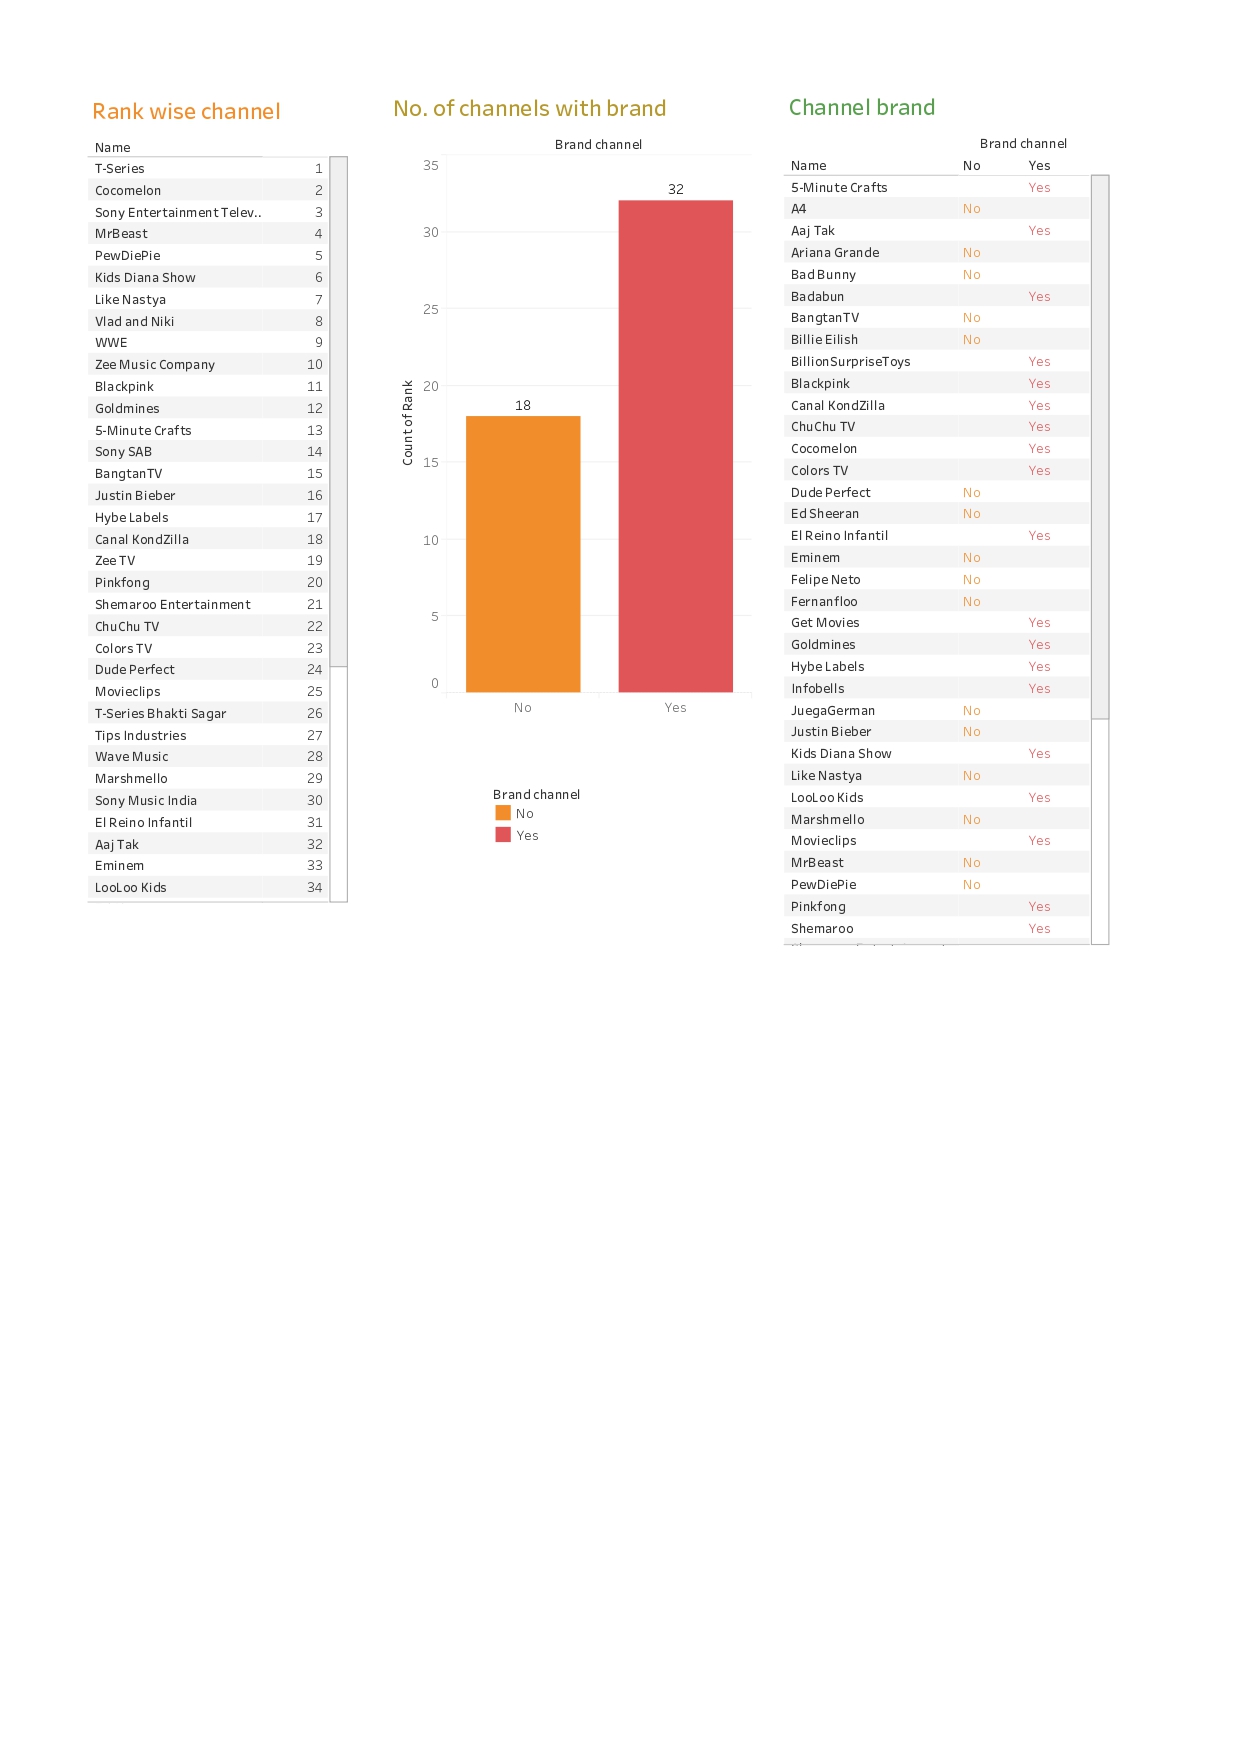 Rank wise channel
Name
T-Series 1
Cocomelon 2
Sony Entertainment Telev.. 3
MrBeast 4
PewDiePie 5
Kids Diana Show 6
Like Nastya 7
Vlad and Niki 8
WWE 9
Zee Music Company 10
Blackpink 11
Goldmines 12
5-Minute Crafts 13
Sony SAB 14
BangtanTV 15
Justin Bieber 16
Hybe Labels 17
Canal KondZilla 18
Zee TV 19
Pinkfong 20
Shemaroo Entertainment 21
ChuChu TV 22
Colors TV 23
Dude Perfect 24
Movieclips 25
T-Series Bhakti Sagar 26
Tips Industries 27
Wave Music 28
Marshmello 29
Sony Music India 30
El Reino Infantil 31
Aaj Tak 32
Eminem 33
LooLoo Kids 34
No. of channels with brand
Brand channel
35
30
25
20
15
10
5
0
Count of Rank
18
32
No
Yes
Brand channel
No
Yes
Channel brand
Brand channel
Name No Yes
5-Minute Crafts Yes
A4 No
Aaj Tak Yes
Ariana Grande No
Bad Bunny No
Badabun Yes
BangtanTV No
Billie Eilish No
BillionSurpriseToys Yes
Blackpink Yes
Canal KondZilla Yes
ChuChu TV Yes
Cocomelon Yes
Colors TV Yes
Dude Perfect No
Ed Sheeran No
El Reino Infantil Yes
Eminem No
Felipe Neto No
Fernanfloo No
Get Movies Yes
Goldmines Yes
Hybe Labels Yes
Infobells Yes
JuegaGerman No
Justin Bieber No
Kids Diana Show Yes
Like Nastya No
LooLoo Kids Yes
Marshmello No
Movieclips Yes
MrBeast No
PewDiePie No
Pinkfong Yes
Shemaroo Yes